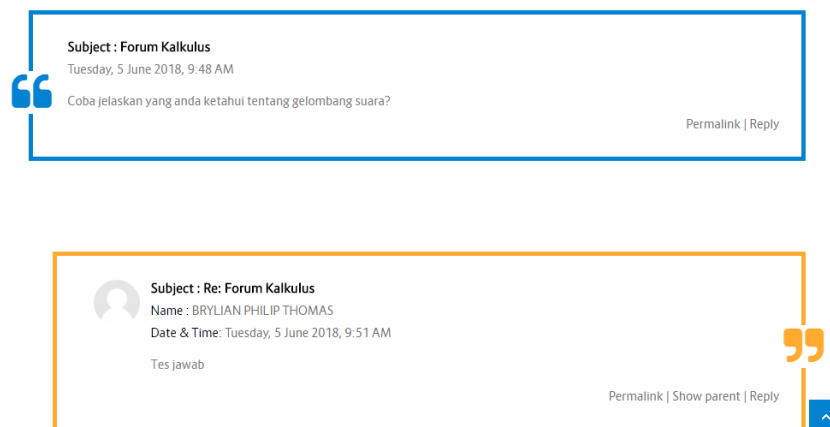 Subject : Forum Kalkulus
Tuesday, 5 June 2018, 9:48 AM
Coba jelaskan yang anda ketahui tentang gelombang suara?
Permalink | Reply
Subject : Re: Forum Kalkulus
Name : BRYLIAN PHILIP THOMAS
Date & Time: Tuesday, 5 June 2018, 9:51 AM
Tes jawab
Permalink | Show parent | Reply